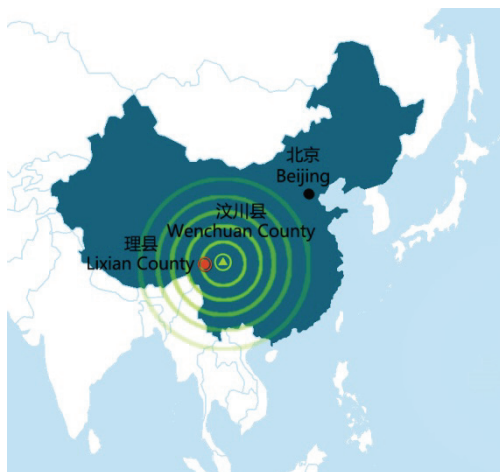 北京
Beijing
汶川县
Wenchuan County
理县
Lixian County